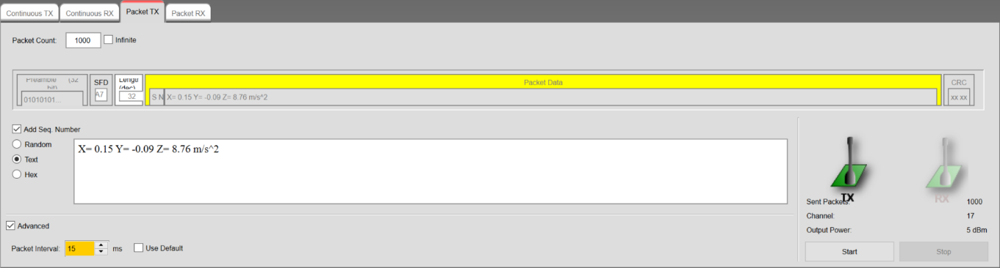 Continuous TX Continuous RX Packet TX Packet RX
Packet Count: 1000 Infinite
Preamble (32 bit) SFD Length (dec) Packet Data CRC
01010101... A7 32 S N X= 0.15 Y= -0.09 Z= 8.76 m/s^2 xx xx
Add Seq. Number
Random
Text
Hex
X= 0.15 Y= -0.09 Z= 8.76 m/s^2
TX RX
Sent Packets: 1000
Channel: 17
Output Power: 5 dBm
Start Stop
Advanced
Packet Interval: 15 ms Use Default